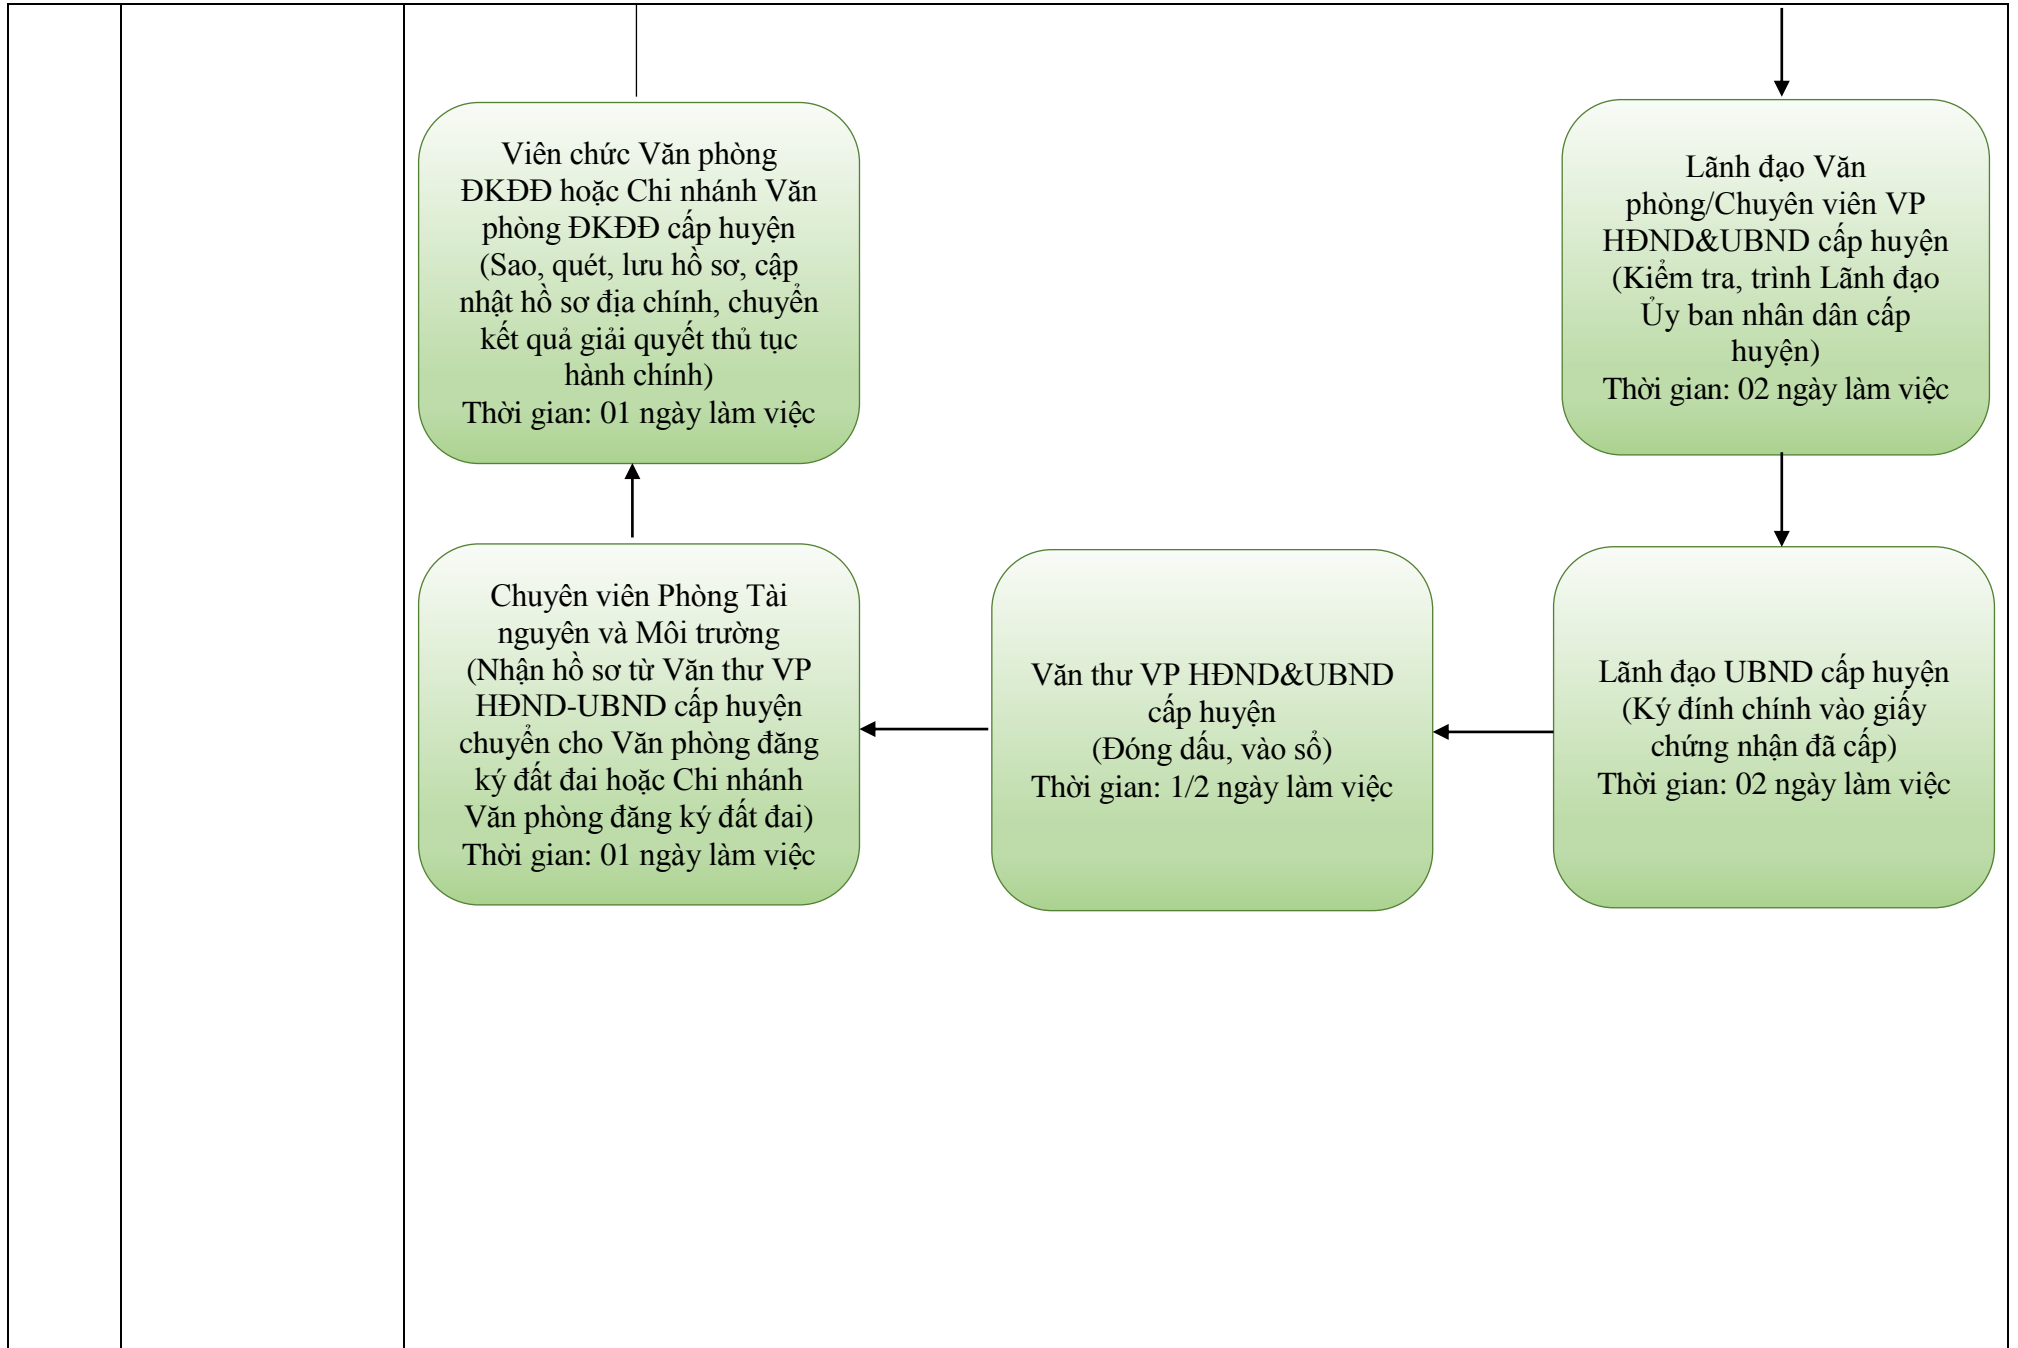 Viên chức Văn phòng
ĐKĐĐ hoặc Chi nhánh Văn
phòng ĐKĐĐ cấp huyện
(Sao, quét, lưu hồ sơ, cập
nhật hồ sơ địa chính, chuyển
kết quả giải quyết thủ tục
hành chính)
Thời gian: 01 ngày làm việc
Lãnh đạo Văn
phòng/Chuyên viên VP
HĐND&UBND cấp huyện
(Kiểm tra, trình Lãnh đạo
Ủy ban nhân dân cấp
huyện)
Thời gian: 02 ngày làm việc
Chuyên viên Phòng Tài
nguyên và Môi trường
(Nhận hồ sơ từ Văn thư VP
HĐND-UBND cấp huyện
chuyển cho Văn phòng đăng
ký đất đai hoặc Chi nhánh
Văn phòng đăng ký đất đai)
Thời gian: 01 ngày làm việc
Văn thư VP HĐND&UBND
cấp huyện
(Đóng dấu, vào sổ)
Thời gian: 1/2 ngày làm việc
Lãnh đạo UBND cấp huyện
(Ký đính chính vào giấy
chứng nhận đã cấp)
Thời gian: 02 ngày làm việc